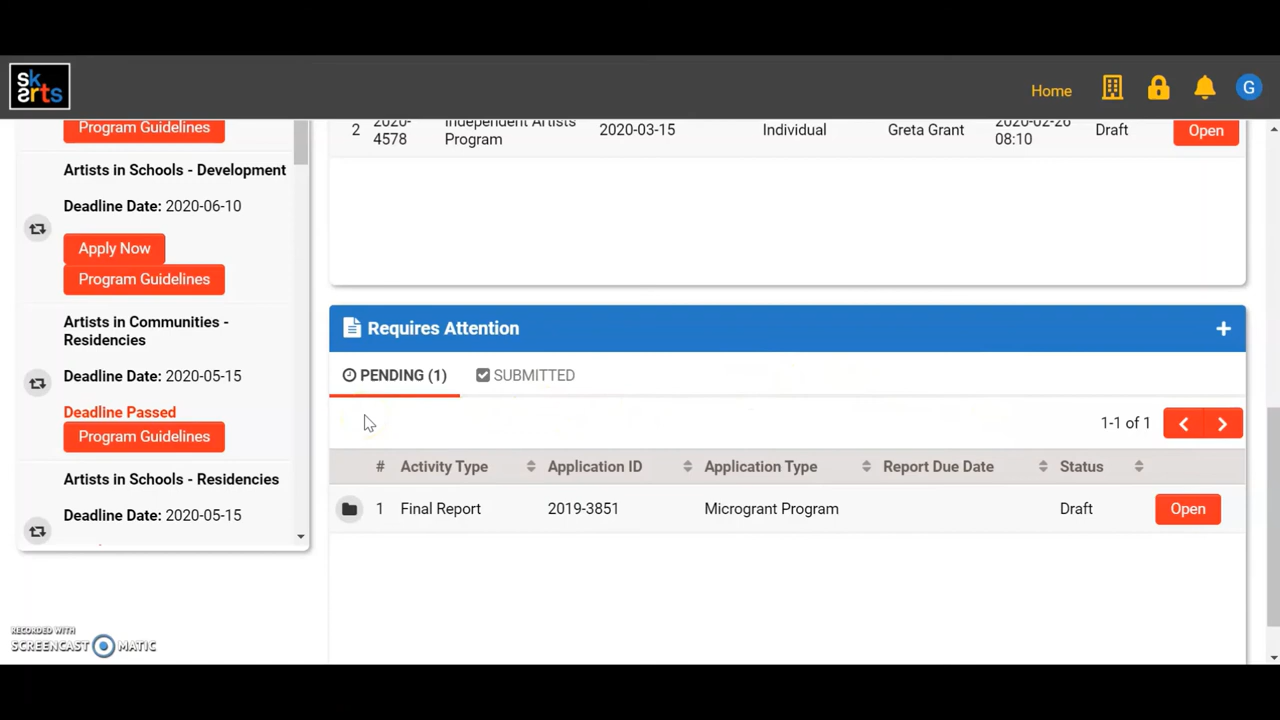 sk
arts
Home
G
Program Guidelines
Artists in Schools - Development
Deadline Date: 2020-06-10
Apply Now
Program Guidelines
Artists in Communities -
Residencies
Deadline Date: 2020-05-15
Deadline Passed
Program Guidelines
Artists in Schools - Residencies
Deadline Date: 2020-05-15
2 2020- Independent Artists 2020-03-15 Individual Greta Grant 2020-02-26 Draft Open
4578 Program 08:10
Requires Attention
PENDING (1) SUBMITTED
1-1 of 1
# Activity Type Application ID Application Type Report Due Date Status
1 Final Report 2019-3851 Microgrant Program Draft Open
RECORDED WITH
SCREENCAST MATIC